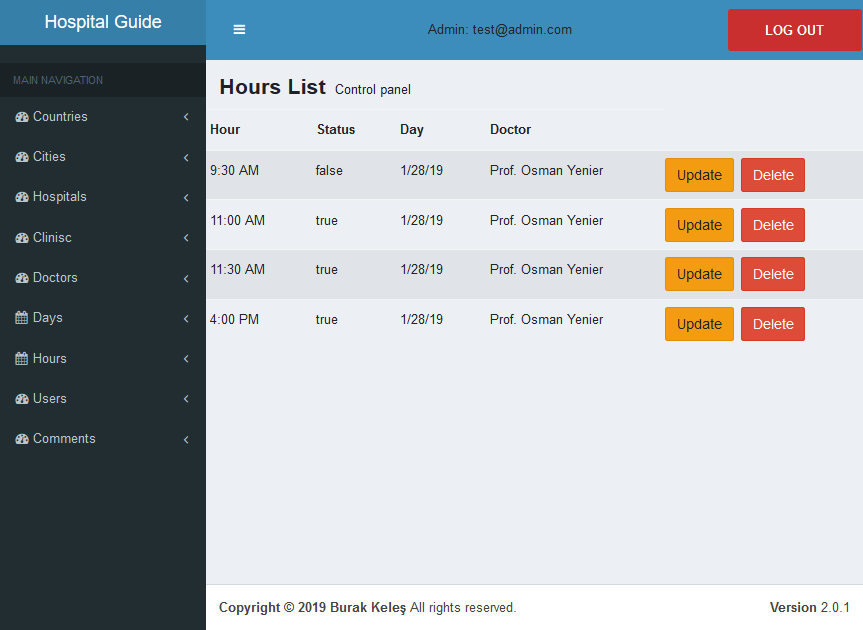 Hospital Guide
Admin: test@admin.com
LOG OUT
MAIN NAVIGATION
Countries
Cities
Hospitals
Clinisc
Doctors
Days
Hours
Users
Comments
Hours List Control panel
Hour Status Day Doctor
9:30 AM false 1/28/19 Prof. Osman Yenier Update Delete
11:00 AM true 1/28/19 Prof. Osman Yenier Update Delete
11:30 AM true 1/28/19 Prof. Osman Yenier Update Delete
4:00 PM true 1/28/19 Prof. Osman Yenier Update Delete
Copyright © 2019 Burak Keleş All rights reserved. Version 2.0.1